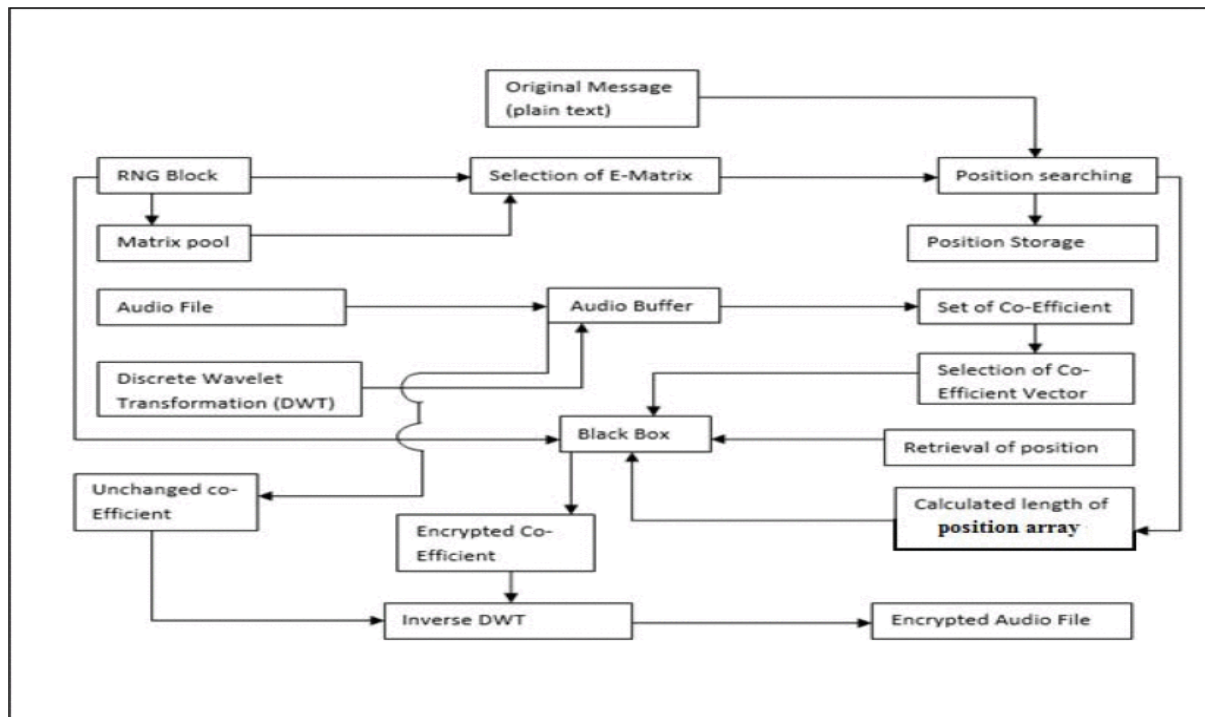 Original Message
(plain text)
RNG Block
Selection of E-Matrix
Position searching
Matrix pool
Position Storage
Audio File
Audio Buffer
Set of Co-Efficient
Discrete Wavelet
Transformation (DWT)
Selection of Co-
Efficient Vector
Black Box
Retrieval of position
Unchanged co-
Efficient
Calculated length of
position array
Encrypted Co-
Efficient
Inverse DWT
Encrypted Audio File